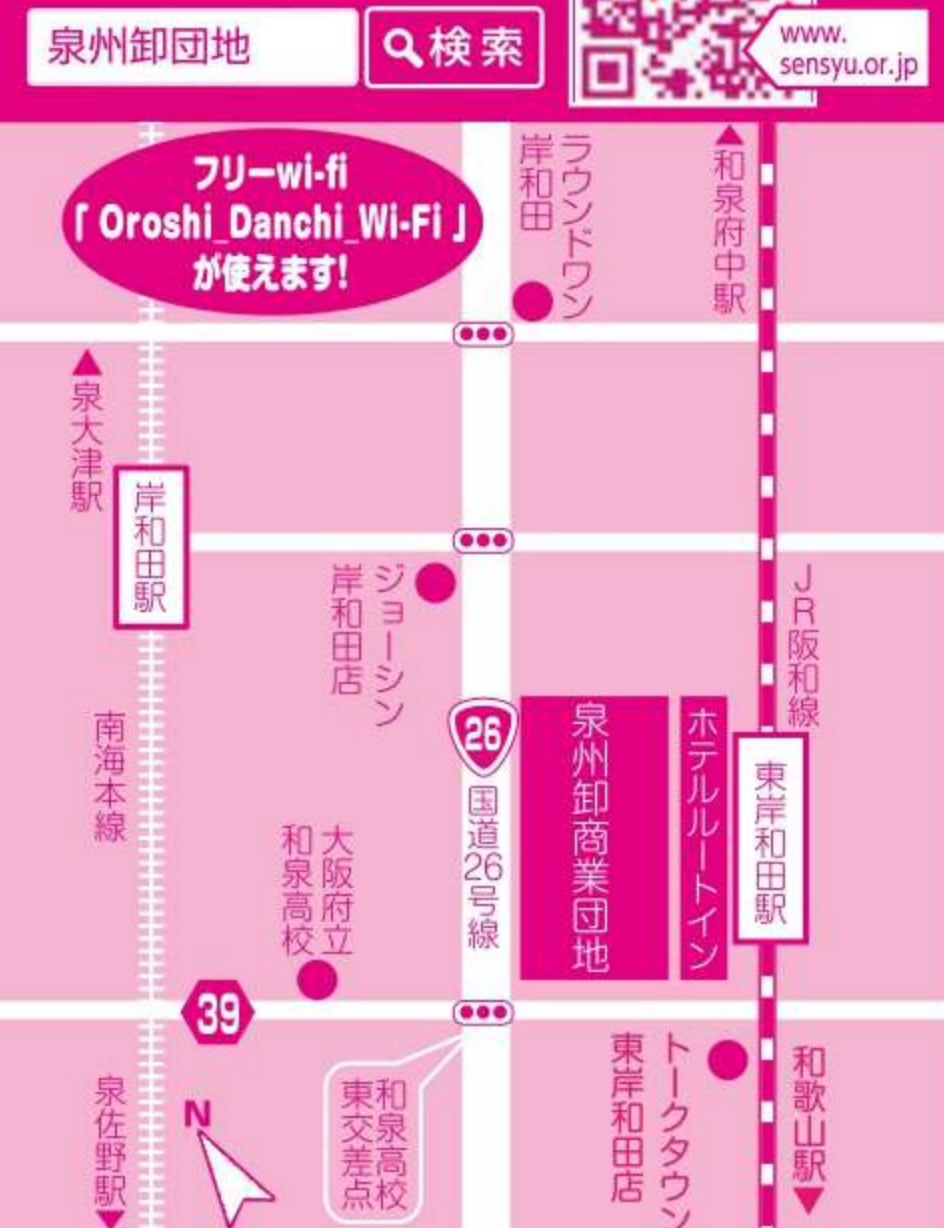 泉州卸団地
検索
www.
sensyu.or.jp
フリーwi-fi
「Oroshi_Danchi_Wi-Fi」
が使えます!
ラウンドワン
岸和田
▲和泉府中駅
▲泉大津駅
岸和田駅
ジョーシン
岸和田店
JR阪和線
26
国道26号線
泉州卸商業団地
ホテルルートイン
東岸和田駅
南海本線
大阪府立
和泉高校
39
和泉高校
東交差点
トークタウン
東岸和田店
和歌山駅▼
泉佐野駅▼
N